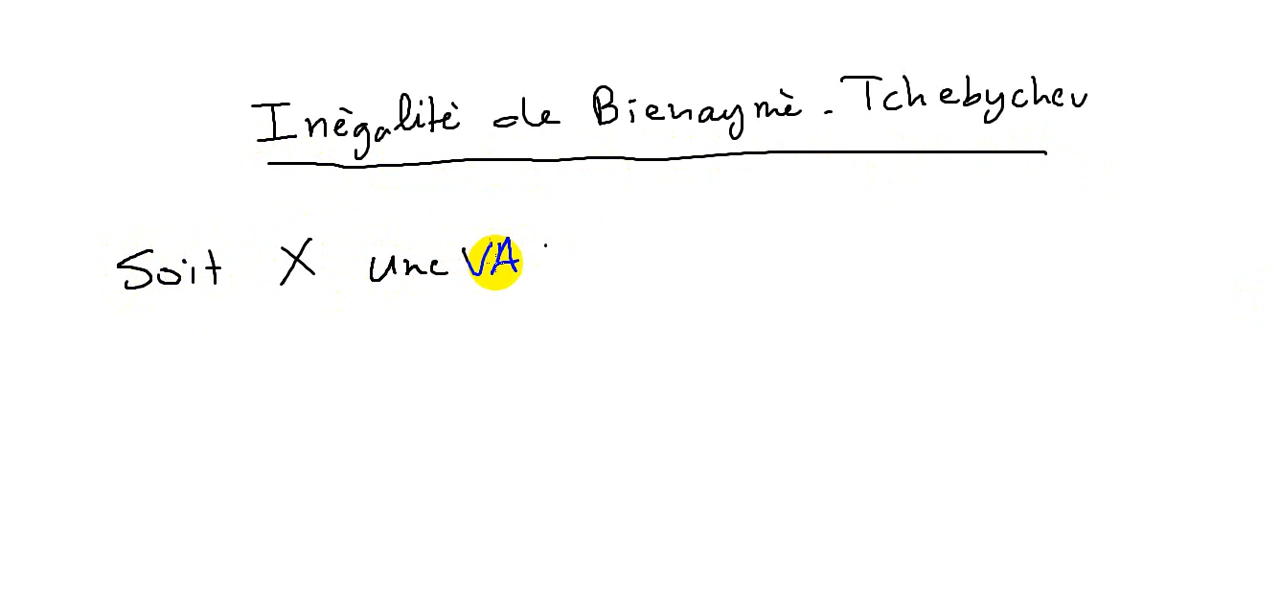 Inègalitè de Bienaymè - Tchebychev
Soit X une VA